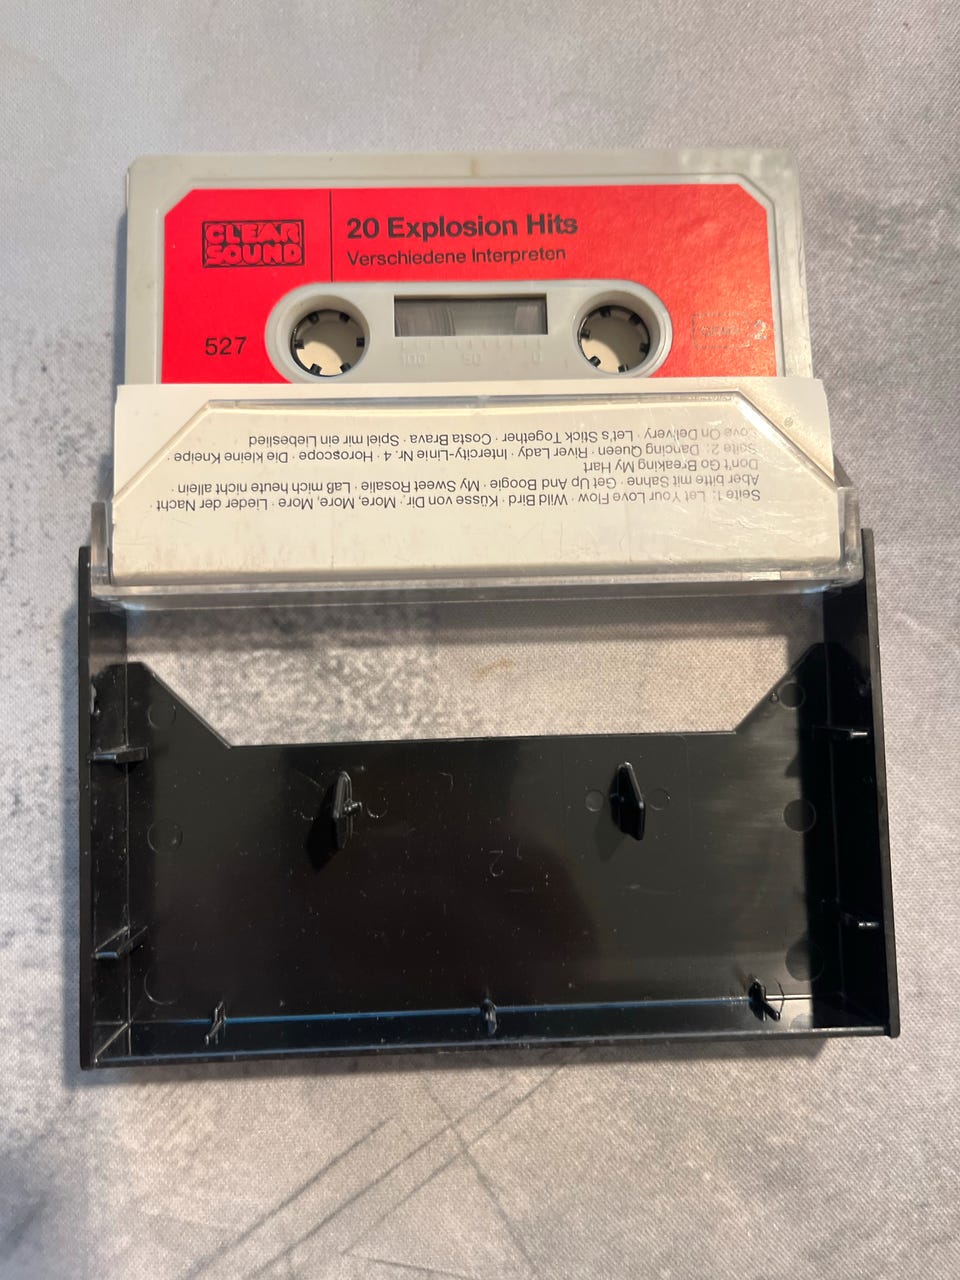 CLEAR
SOUND
20 Explosion Hits
Verschiedene Interpreten
527
100 50 0
Seite 1: Let Your Love Flow · Wild Bird · Küsse von Dir · More, More, More · Lieder der Nacht
Aber bitte mit Sahne · Get Up And Boogie · My Sweet Rosalie · Laß mich heute nicht allein ·
Don't Go Breaking My Hart
Seite 2: Dancing Queen · River Lady · Intercity-Linie Nr. 4 · Horoscope · Die kleine Kneipe ·
Love On Delivery · Let's Stick Together · Costa Brava · Spiel mir ein Liebeslied
2